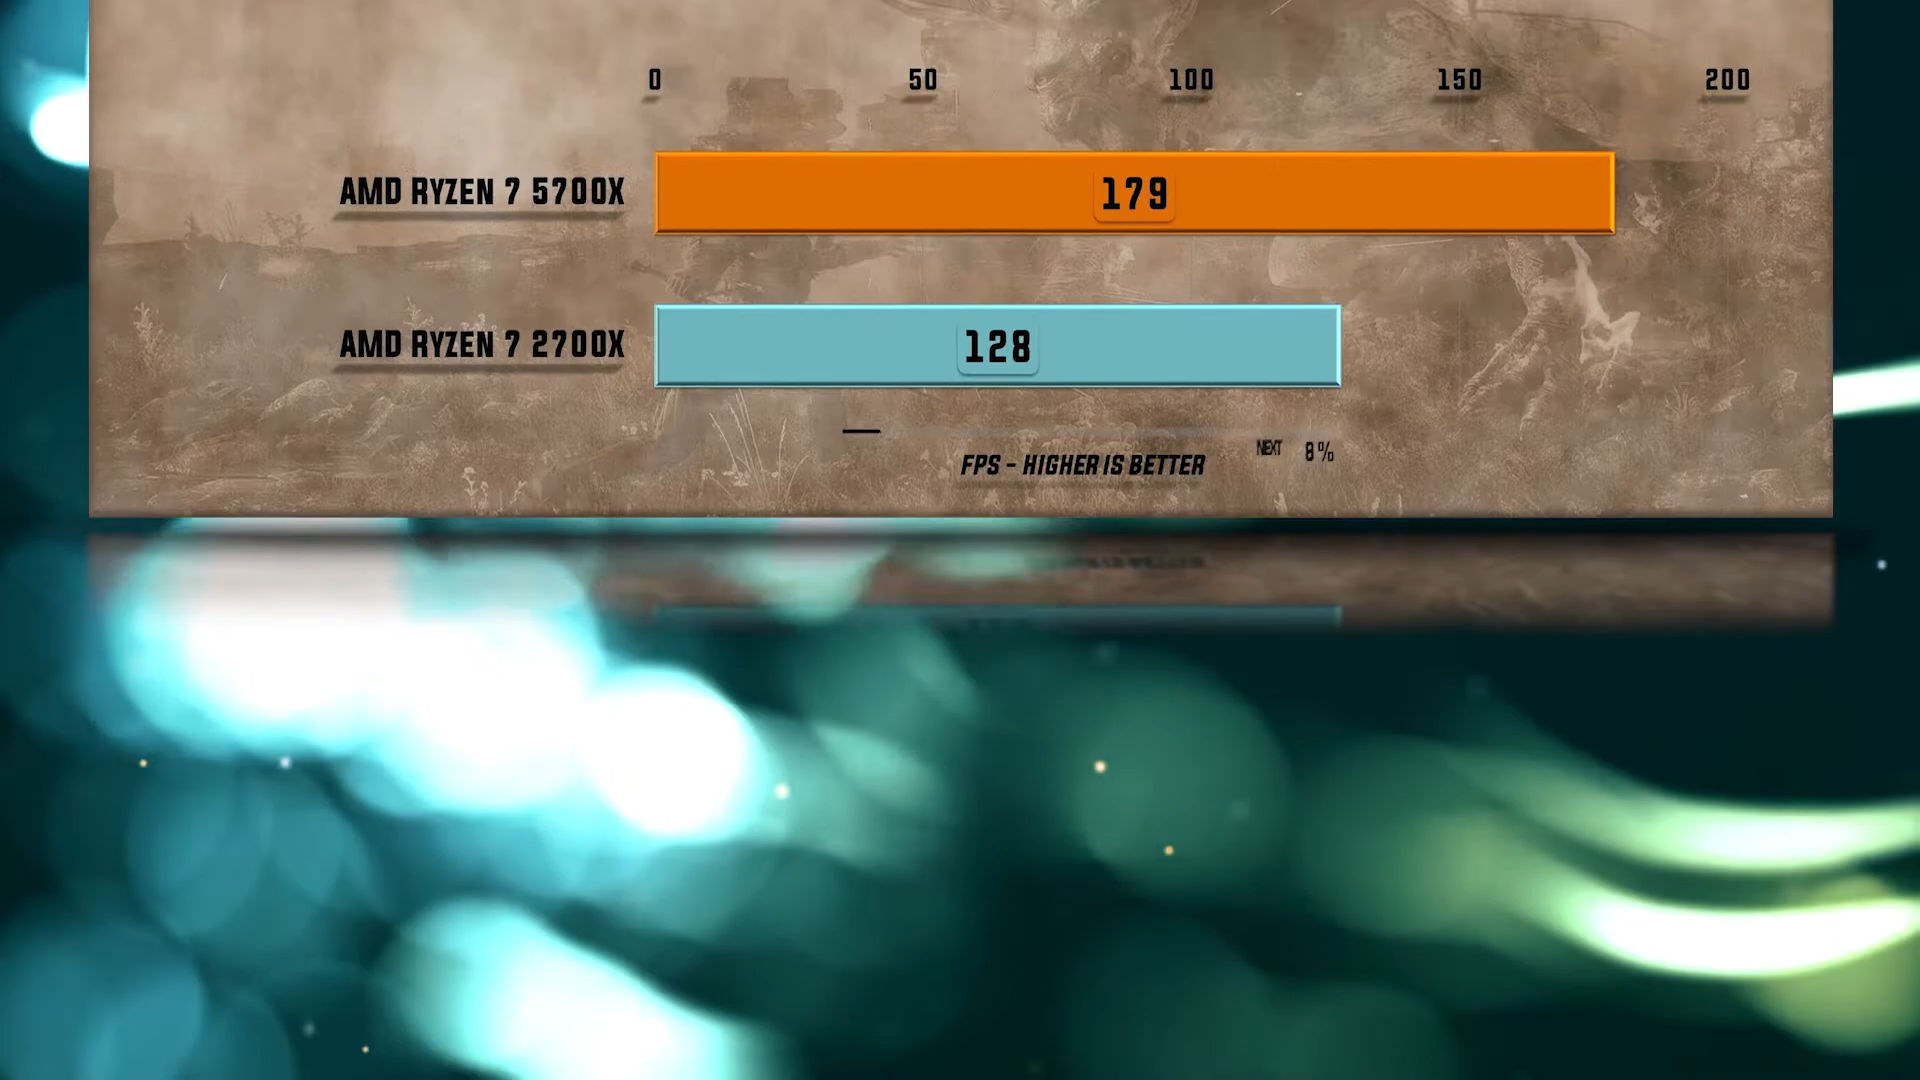 0 50 100 150 200
AMD RYZEN 7 5700X 179
AMD RYZEN 7 2700X 128
NEXT 8%
FPS - HIGHER IS BETTER